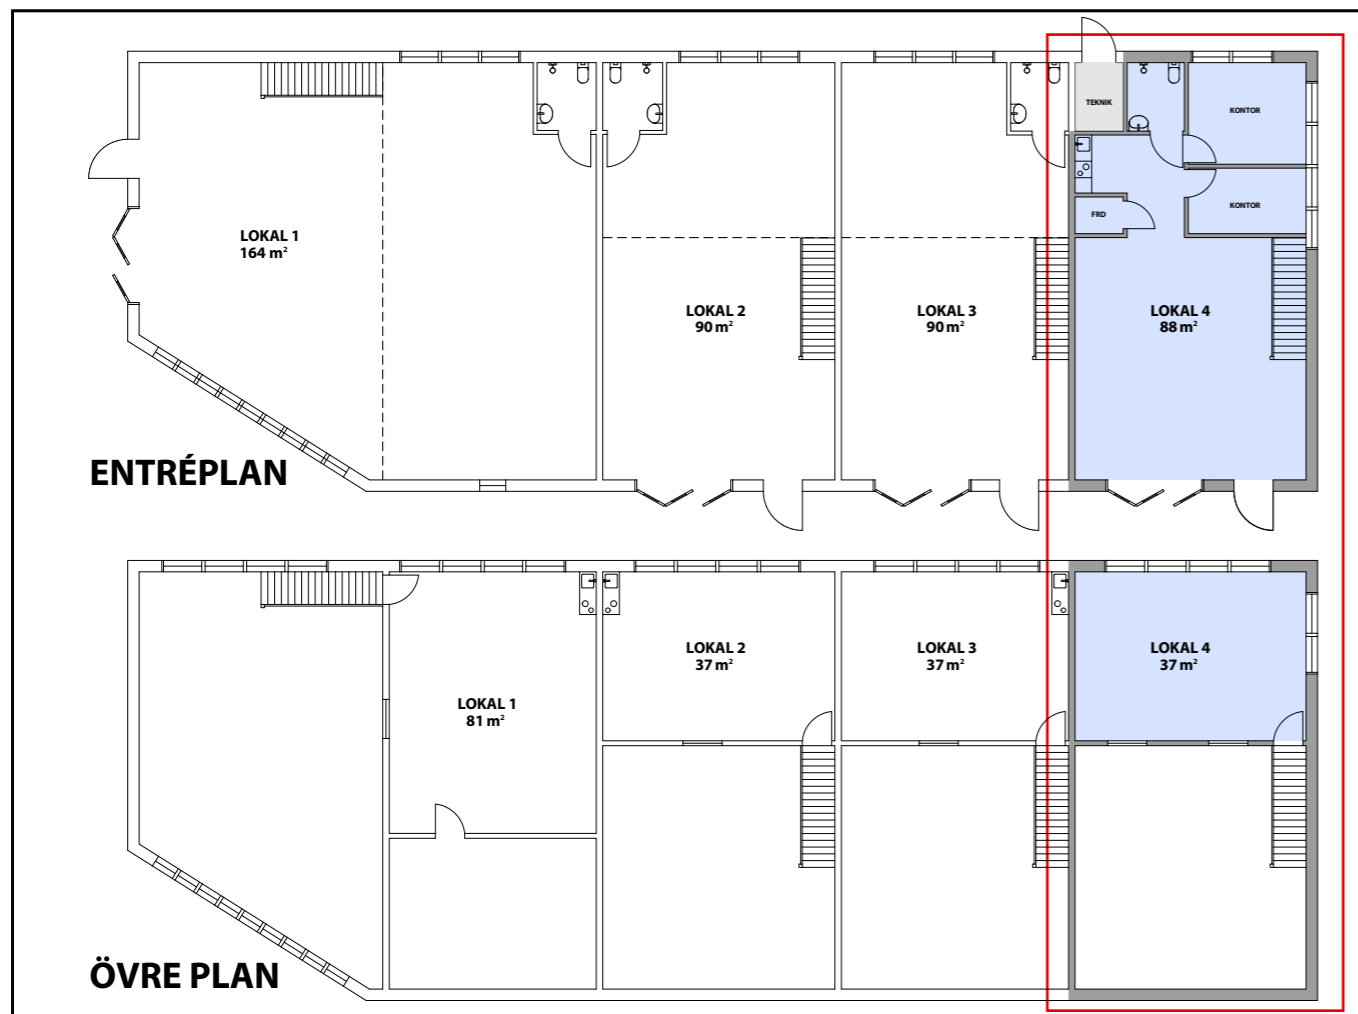 TEKNIK
KONTOR
KONTOR
FRD
LOKAL 1
164 m²
LOKAL 2
90 m²
LOKAL 3
90 m²
LOKAL 4
88 m²
ENTRÉPLAN
LOKAL 1
81 m²
LOKAL 2
37 m²
LOKAL 3
37 m²
LOKAL 4
37 m²
ÖVRE PLAN